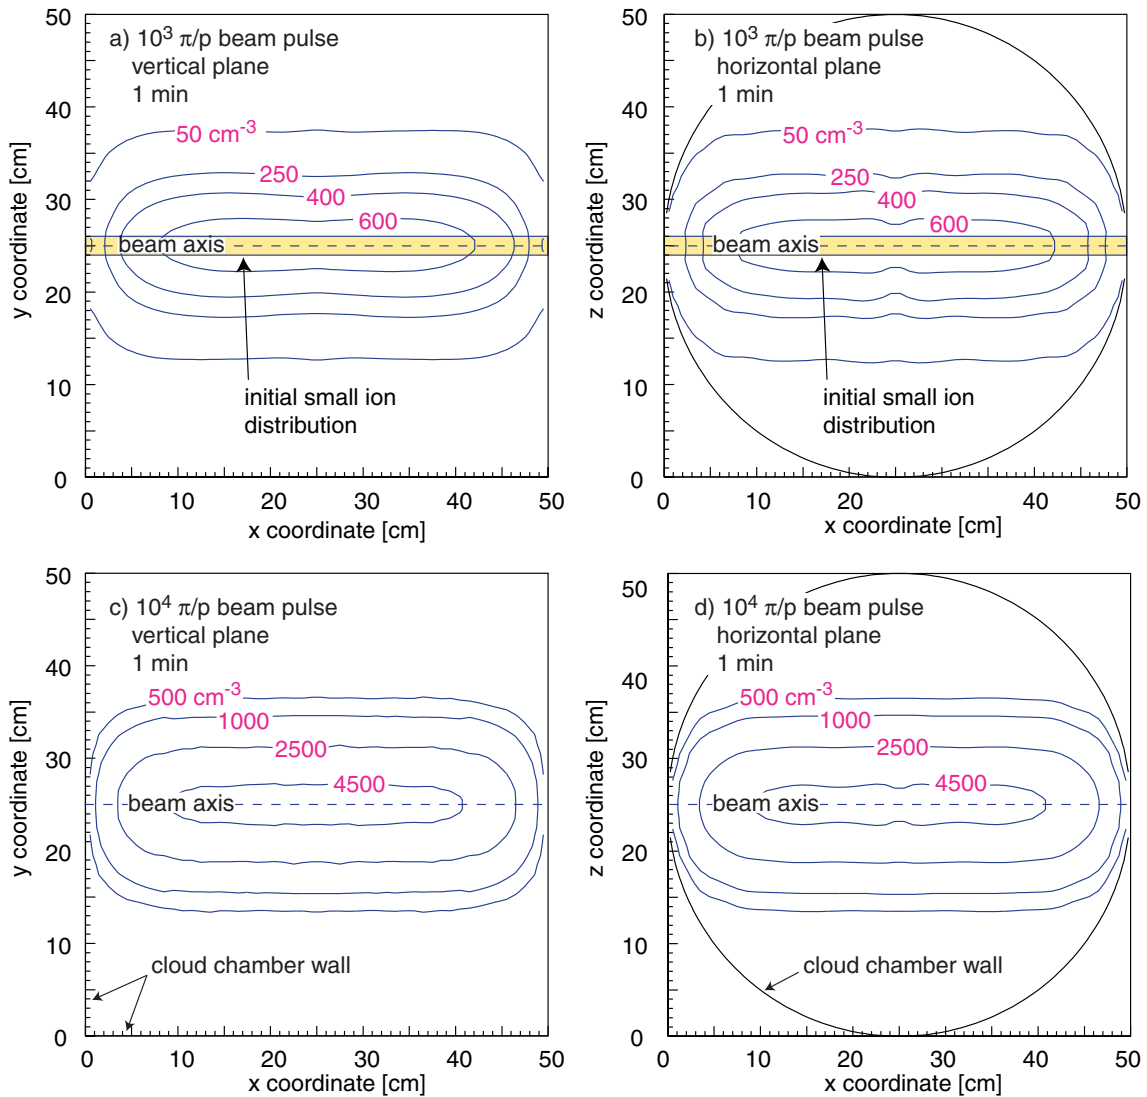 a) 10³ π/p beam pulse
vertical plane
1 min
50 cm⁻³
250
400
600
beam axis
initial small ion
distribution
y coordinate [cm]
50
40
30
20
10
0
0 10 20 30 40 50
x coordinate [cm]
b) 10³ π/p beam pulse
horizontal plane
1 min
50 cm⁻³
250
400
600
beam axis
initial small ion
distribution
z coordinate [cm]
50
40
30
20
10
0
0 10 20 30 40 50
x coordinate [cm]
c) 10⁴ π/p beam pulse
vertical plane
1 min
500 cm⁻³
1000
2500
4500
beam axis
cloud chamber wall
y coordinate [cm]
50
40
30
20
10
0
0 10 20 30 40 50
x coordinate [cm]
d) 10⁴ π/p beam pulse
horizontal plane
1 min
500 cm⁻³
1000
2500
4500
beam axis
cloud chamber wall
z coordinate [cm]
50
40
30
20
10
0
0 10 20 30 40 50
x coordinate [cm]